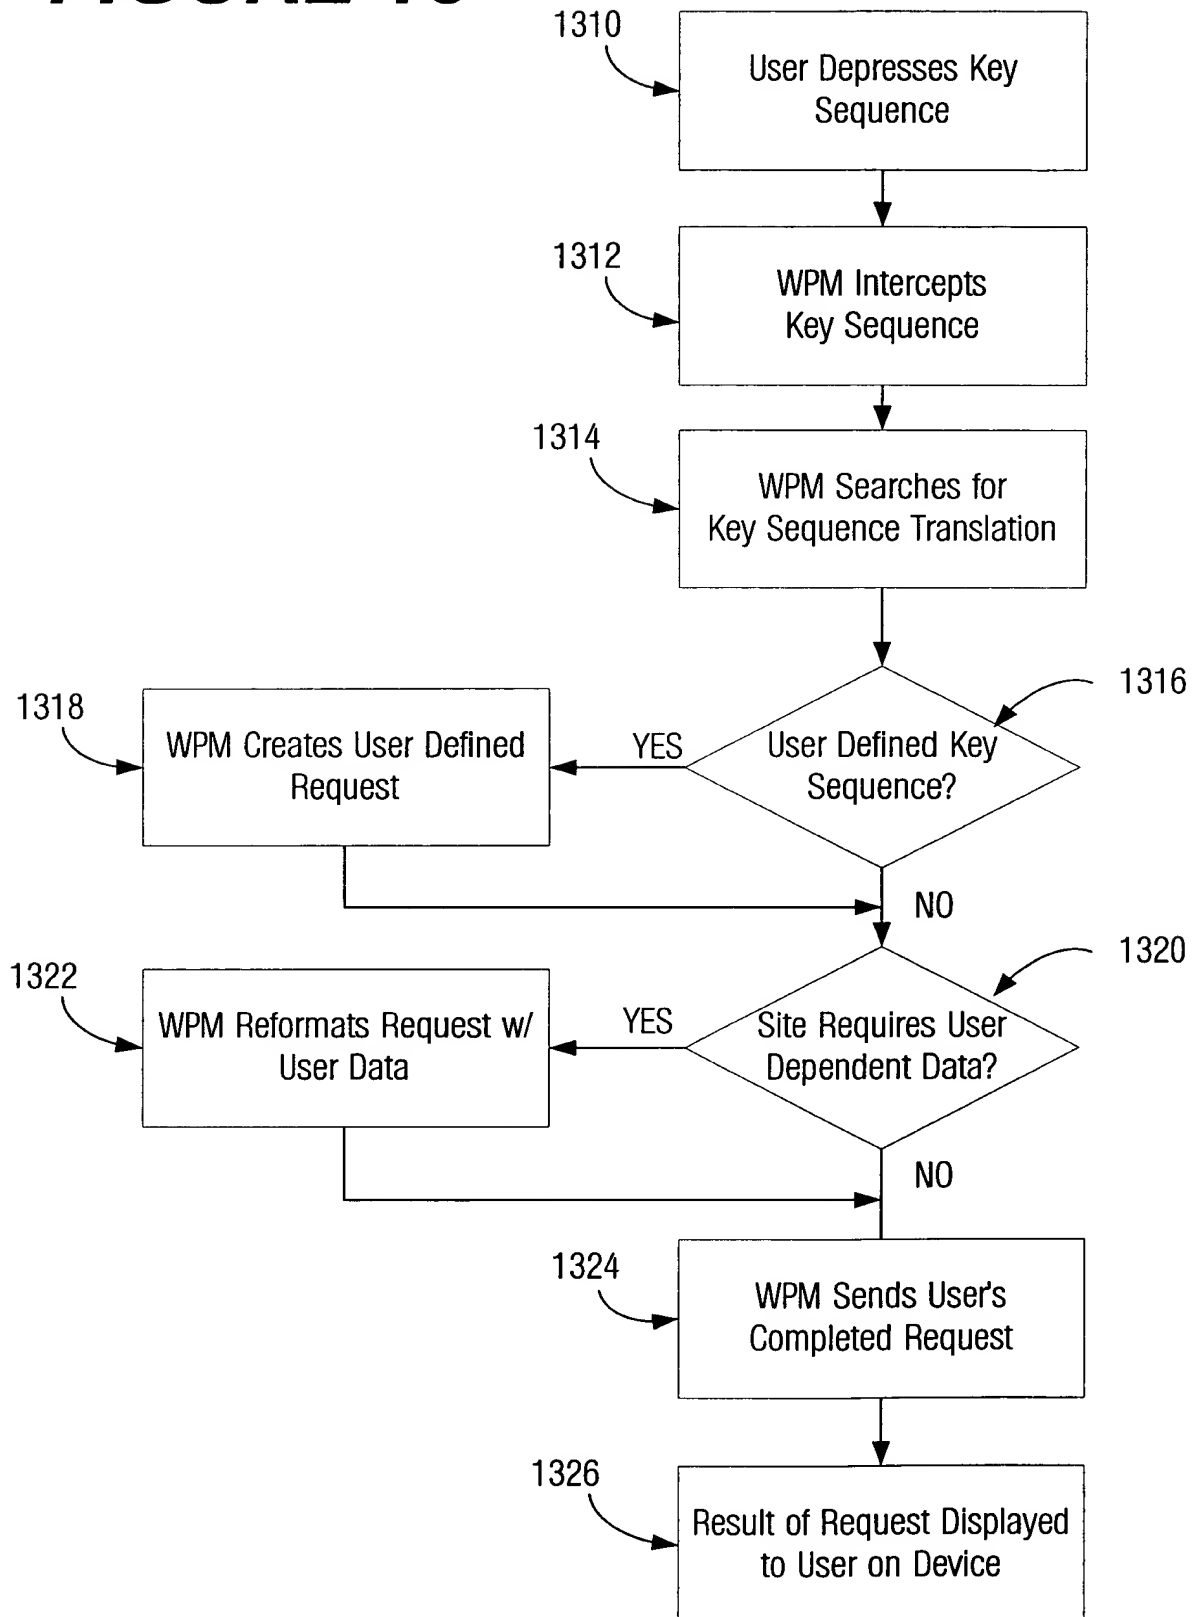 1310
User Depresses Key
Sequence
1312
WPM Intercepts
Key Sequence
1314
WPM Searches for
Key Sequence Translation
1316
User Defined Key
Sequence?
YES
1318
WPM Creates User Defined
Request
NO
1320
Site Requires User
Dependent Data?
YES
1322
WPM Reformats Request w/
User Data
NO
1324
WPM Sends User's
Completed Request
1326
Result of Request Displayed
to User on Device